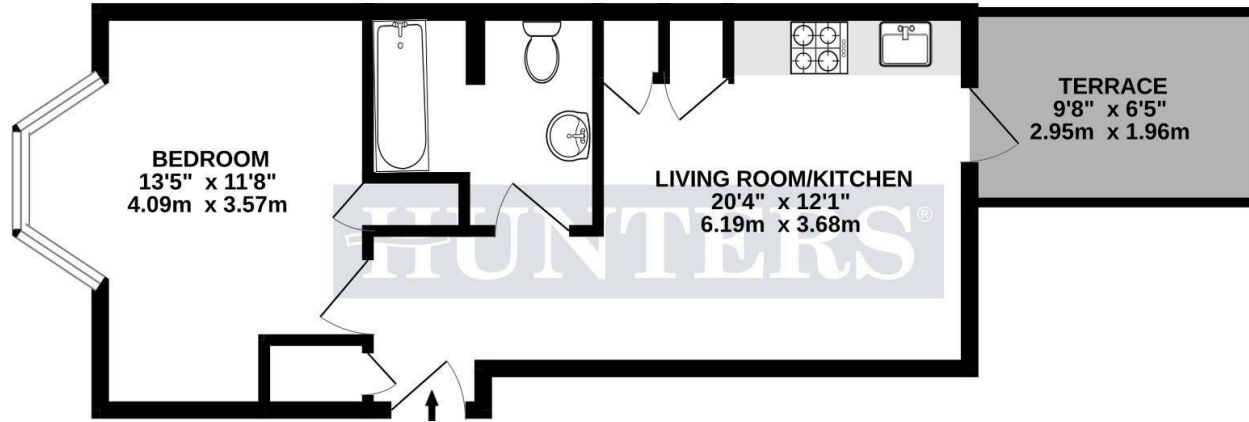 BEDROOM
13'5" x 11'8"
4.09m x 3.57m
LIVING ROOM/KITCHEN
20'4" x 12'1"
6.19m x 3.68m
TERRACE
9'8" x 6'5"
2.95m x 1.96m
HUNTERS®